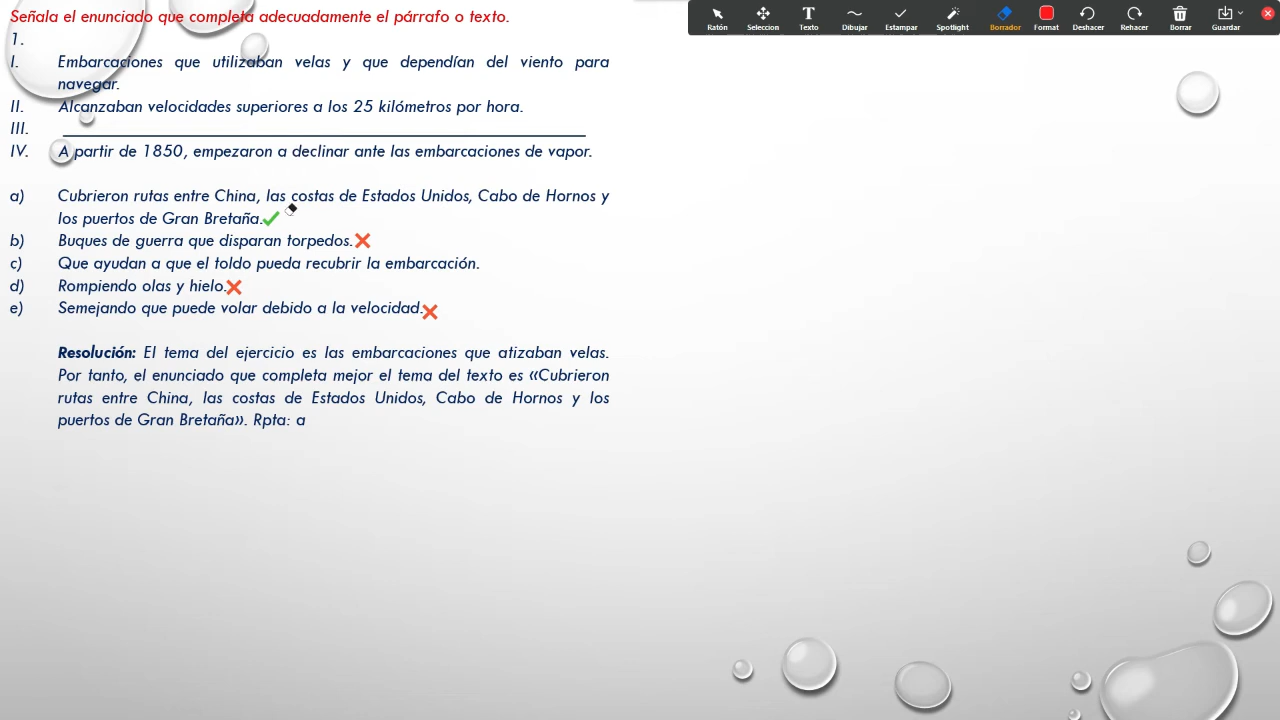 Señala el enunciado que completa adecuadamente el párrafo o texto.
Ratón Seleccion Texto Dibujar Estampar Spotlight Borrador Format Deshacer Rehacer Borrar Guardar
1.
I. Embarcaciones que utilizaban velas y que dependían del viento para
navegar.
II. Alcanzaban velocidades superiores a los 25 kilómetros por hora.
III.
IV. A partir de 1850, empezaron a declinar ante las embarcaciones de vapor.
a) Cubrieron rutas entre China, las costas de Estados Unidos, Cabo de Hornos y
los puertos de Gran Bretaña.
b) Buques de guerra que disparan torpedos.
c) Que ayudan a que el toldo pueda recubrir la embarcación.
d) Rompiendo olas y hielo.
e) Semejando que puede volar debido a la velocidad.
Resolución: El tema del ejercicio es las embarcaciones que atizaban velas.
Por tanto, el enunciado que completa mejor el tema del texto es «Cubrieron
rutas entre China, las costas de Estados Unidos, Cabo de Hornos y los
puertos de Gran Bretaña». Rpta: a